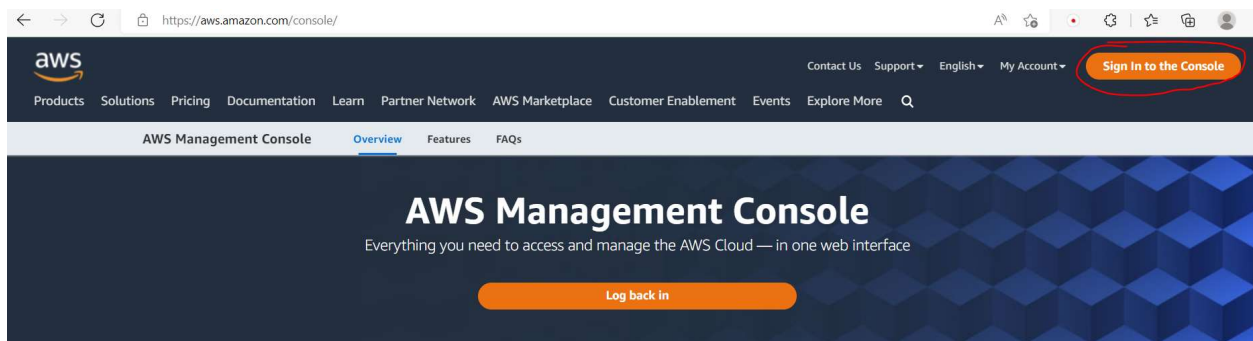 https://aws.amazon.com/console/
aws
Contact Us Support English My Account Sign In to the Console
Products Solutions Pricing Documentation Learn Partner Network AWS Marketplace Customer Enablement Events Explore More
AWS Management Console Overview Features FAQs
AWS Management Console
Everything you need to access and manage the AWS Cloud — in one web interface
Log back in